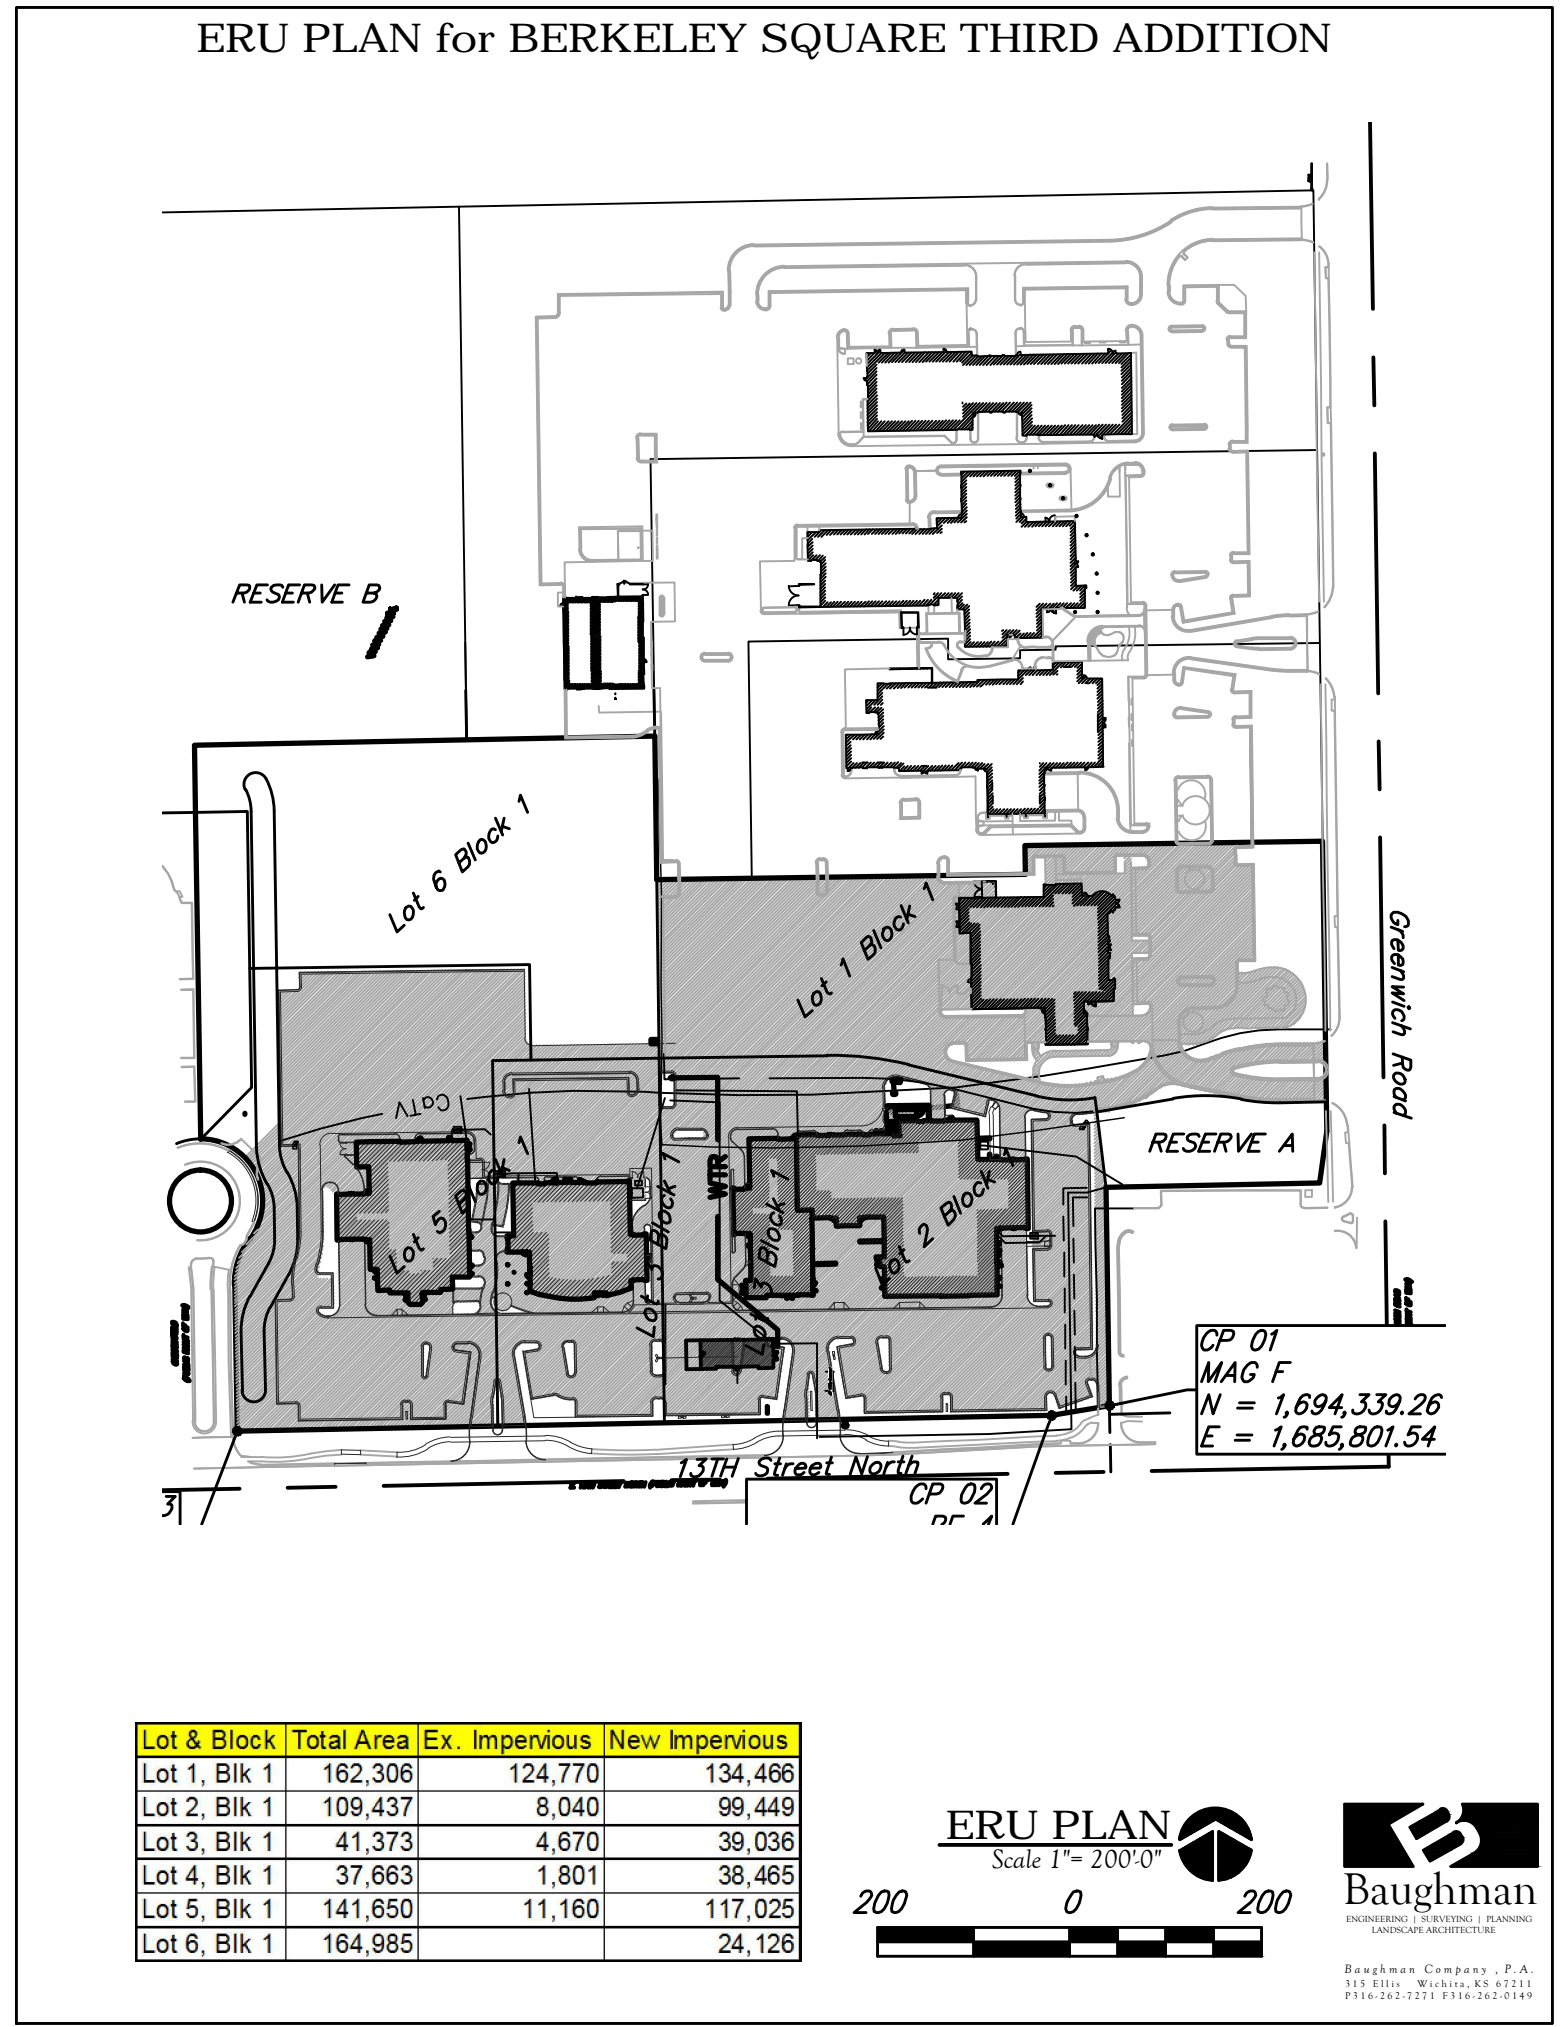 ERU PLAN for BERKELEY SQUARE THIRD ADDITION
RESERVE B
Lot 6 Block 1
Lot 1 Block 1
Greenwich Road
CaTV
RESERVE A
WTR
Lot 5 Block 1
Lot 3 Block 1
Lot 3 Block 1
Lot 2 Block 1
CP 01
MAG F
N = 1,694,339.26
E = 1,685,801.54
13TH Street North
3
CP 02
Lot & Block Total Area Ex. Impervious New Impervious
Lot 1, Blk 1 162,306 124,770 134,466
Lot 2, Blk 1 109,437 8,040 99,449
Lot 3, Blk 1 41,373 4,670 39,036
Lot 4, Blk 1 37,663 1,801 38,465
Lot 5, Blk 1 141,650 11,160 117,025
Lot 6, Blk 1 164,985 24,126
ERU PLAN
Scale 1"= 200'-0"
200 0 200
B
Baughman
ENGINEERING | SURVEYING | PLANNING
LANDSCAPE ARCHITECTURE
Baughman Company, P.A.
315 Ellis Wichita, KS 67211
P316-262-7271 F316-262-0149